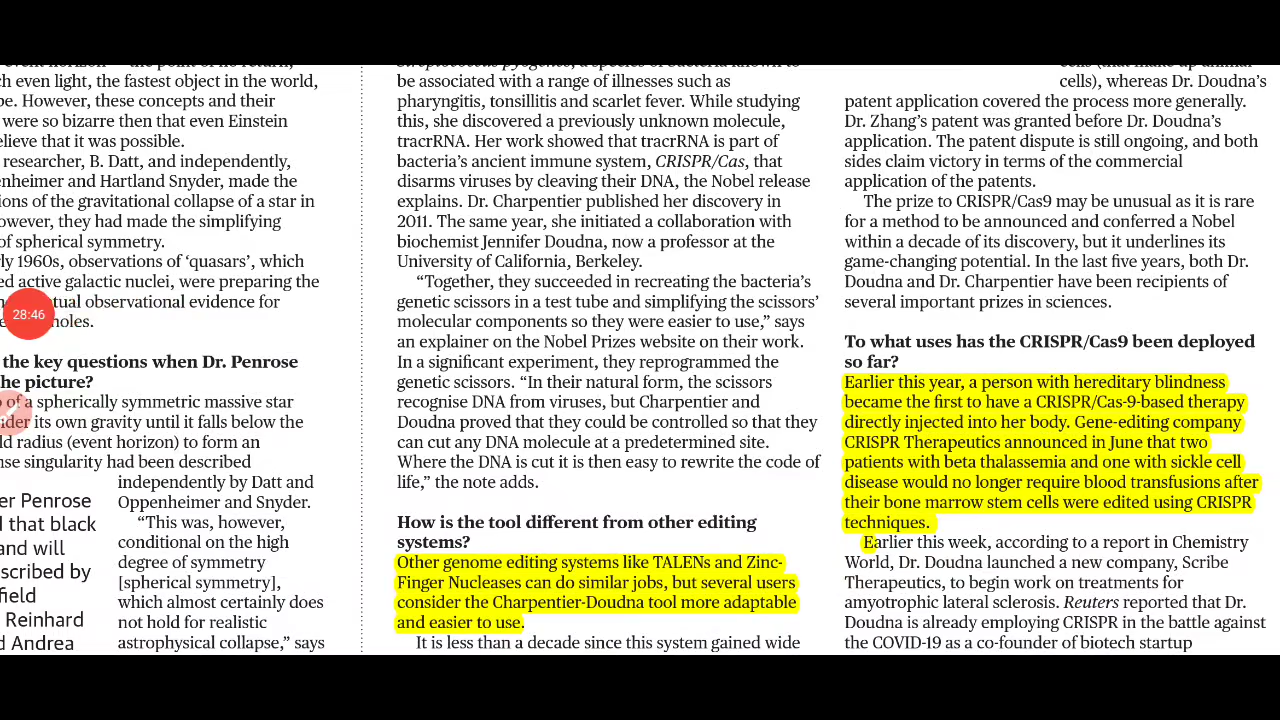 ch even light, the fastest object in the world,
pe. However, these concepts and their
were so bizarre then that even Einstein
elieve that it was possible.
researcher, B. Datt, and independently,
enheimer and Hartland Snyder, made the
ions of the gravitational collapse of a star in
owever, they had made the simplifying
of spherical symmetry.
rly 1960s, observations of ‘quasars’, which
ed active galactic nuclei, were preparing the
tual observational evidence for
holes.
28:46
the key questions when Dr. Penrose
he picture?
of a spherically symmetric massive star
nder its own gravity until it falls below the
ld radius (event horizon) to form an
nse singularity had been described
independently by Datt and
Oppenheimer and Snyder.
“This was, however,
conditional on the high
degree of symmetry
[spherical symmetry],
which almost certainly does
not hold for realistic
astrophysical collapse,” says
er Penrose
d that black
and will
scribed by
field
Reinhard
d Andrea
Streptococcus pyogenes, a species of bacteria known to
be associated with a range of illnesses such as
pharyngitis, tonsillitis and scarlet fever. While studying
this, she discovered a previously unknown molecule,
tracrRNA. Her work showed that tracrRNA is part of
bacteria’s ancient immune system, CRISPR/Cas, that
disarms viruses by cleaving their DNA, the Nobel release
explains. Dr. Charpentier published her discovery in
2011. The same year, she initiated a collaboration with
biochemist Jennifer Doudna, now a professor at the
University of California, Berkeley.
“Together, they succeeded in recreating the bacteria’s
genetic scissors in a test tube and simplifying the scissors’
molecular components so they were easier to use,” says
an explainer on the Nobel Prizes website on their work.
In a significant experiment, they reprogrammed the
genetic scissors. “In their natural form, the scissors
recognise DNA from viruses, but Charpentier and
Doudna proved that they could be controlled so that they
can cut any DNA molecule at a predetermined site.
Where the DNA is cut it is then easy to rewrite the code of
life,” the note adds.
How is the tool different from other editing
systems?
Other genome editing systems like TALENs and Zinc-
Finger Nucleases can do similar jobs, but several users
consider the Charpentier-Doudna tool more adaptable
and easier to use.
It is less than a decade since this system gained wide
cells (that make up animal
cells), whereas Dr. Doudna’s
patent application covered the process more generally.
Dr. Zhang’s patent was granted before Dr. Doudna’s
application. The patent dispute is still ongoing, and both
sides claim victory in terms of the commercial
application of the patents.
The prize to CRISPR/Cas9 may be unusual as it is rare
for a method to be announced and conferred a Nobel
within a decade of its discovery, but it underlines its
game-changing potential. In the last five years, both Dr.
Doudna and Dr. Charpentier have been recipients of
several important prizes in sciences.
To what uses has the CRISPR/Cas9 been deployed
so far?
Earlier this year, a person with hereditary blindness
became the first to have a CRISPR/Cas-9-based therapy
directly injected into her body. Gene-editing company
CRISPR Therapeutics announced in June that two
patients with beta thalassemia and one with sickle cell
disease would no longer require blood transfusions after
their bone marrow stem cells were edited using CRISPR
techniques.
Earlier this week, according to a report in Chemistry
World, Dr. Doudna launched a new company, Scribe
Therapeutics, to begin work on treatments for
amyotrophic lateral sclerosis. Reuters reported that Dr.
Doudna is already employing CRISPR in the battle against
the COVID-19 as a co-founder of biotech startup